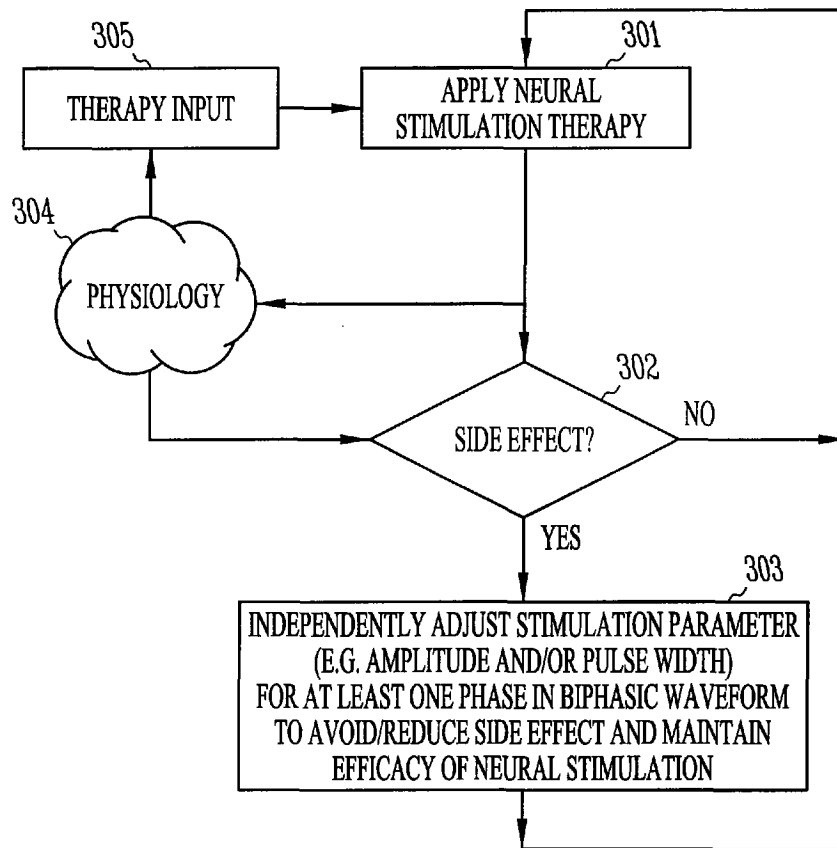 305
THERAPY INPUT
301
APPLY NEURAL
STIMULATION THERAPY
304
PHYSIOLOGY
302
SIDE EFFECT?
NO
YES
303
INDEPENDENTLY ADJUST STIMULATION PARAMETER
(E.G. AMPLITUDE AND/OR PULSE WIDTH)
FOR AT LEAST ONE PHASE IN BIPHASIC WAVEFORM
TO AVOID/REDUCE SIDE EFFECT AND MAINTAIN
EFFICACY OF NEURAL STIMULATION